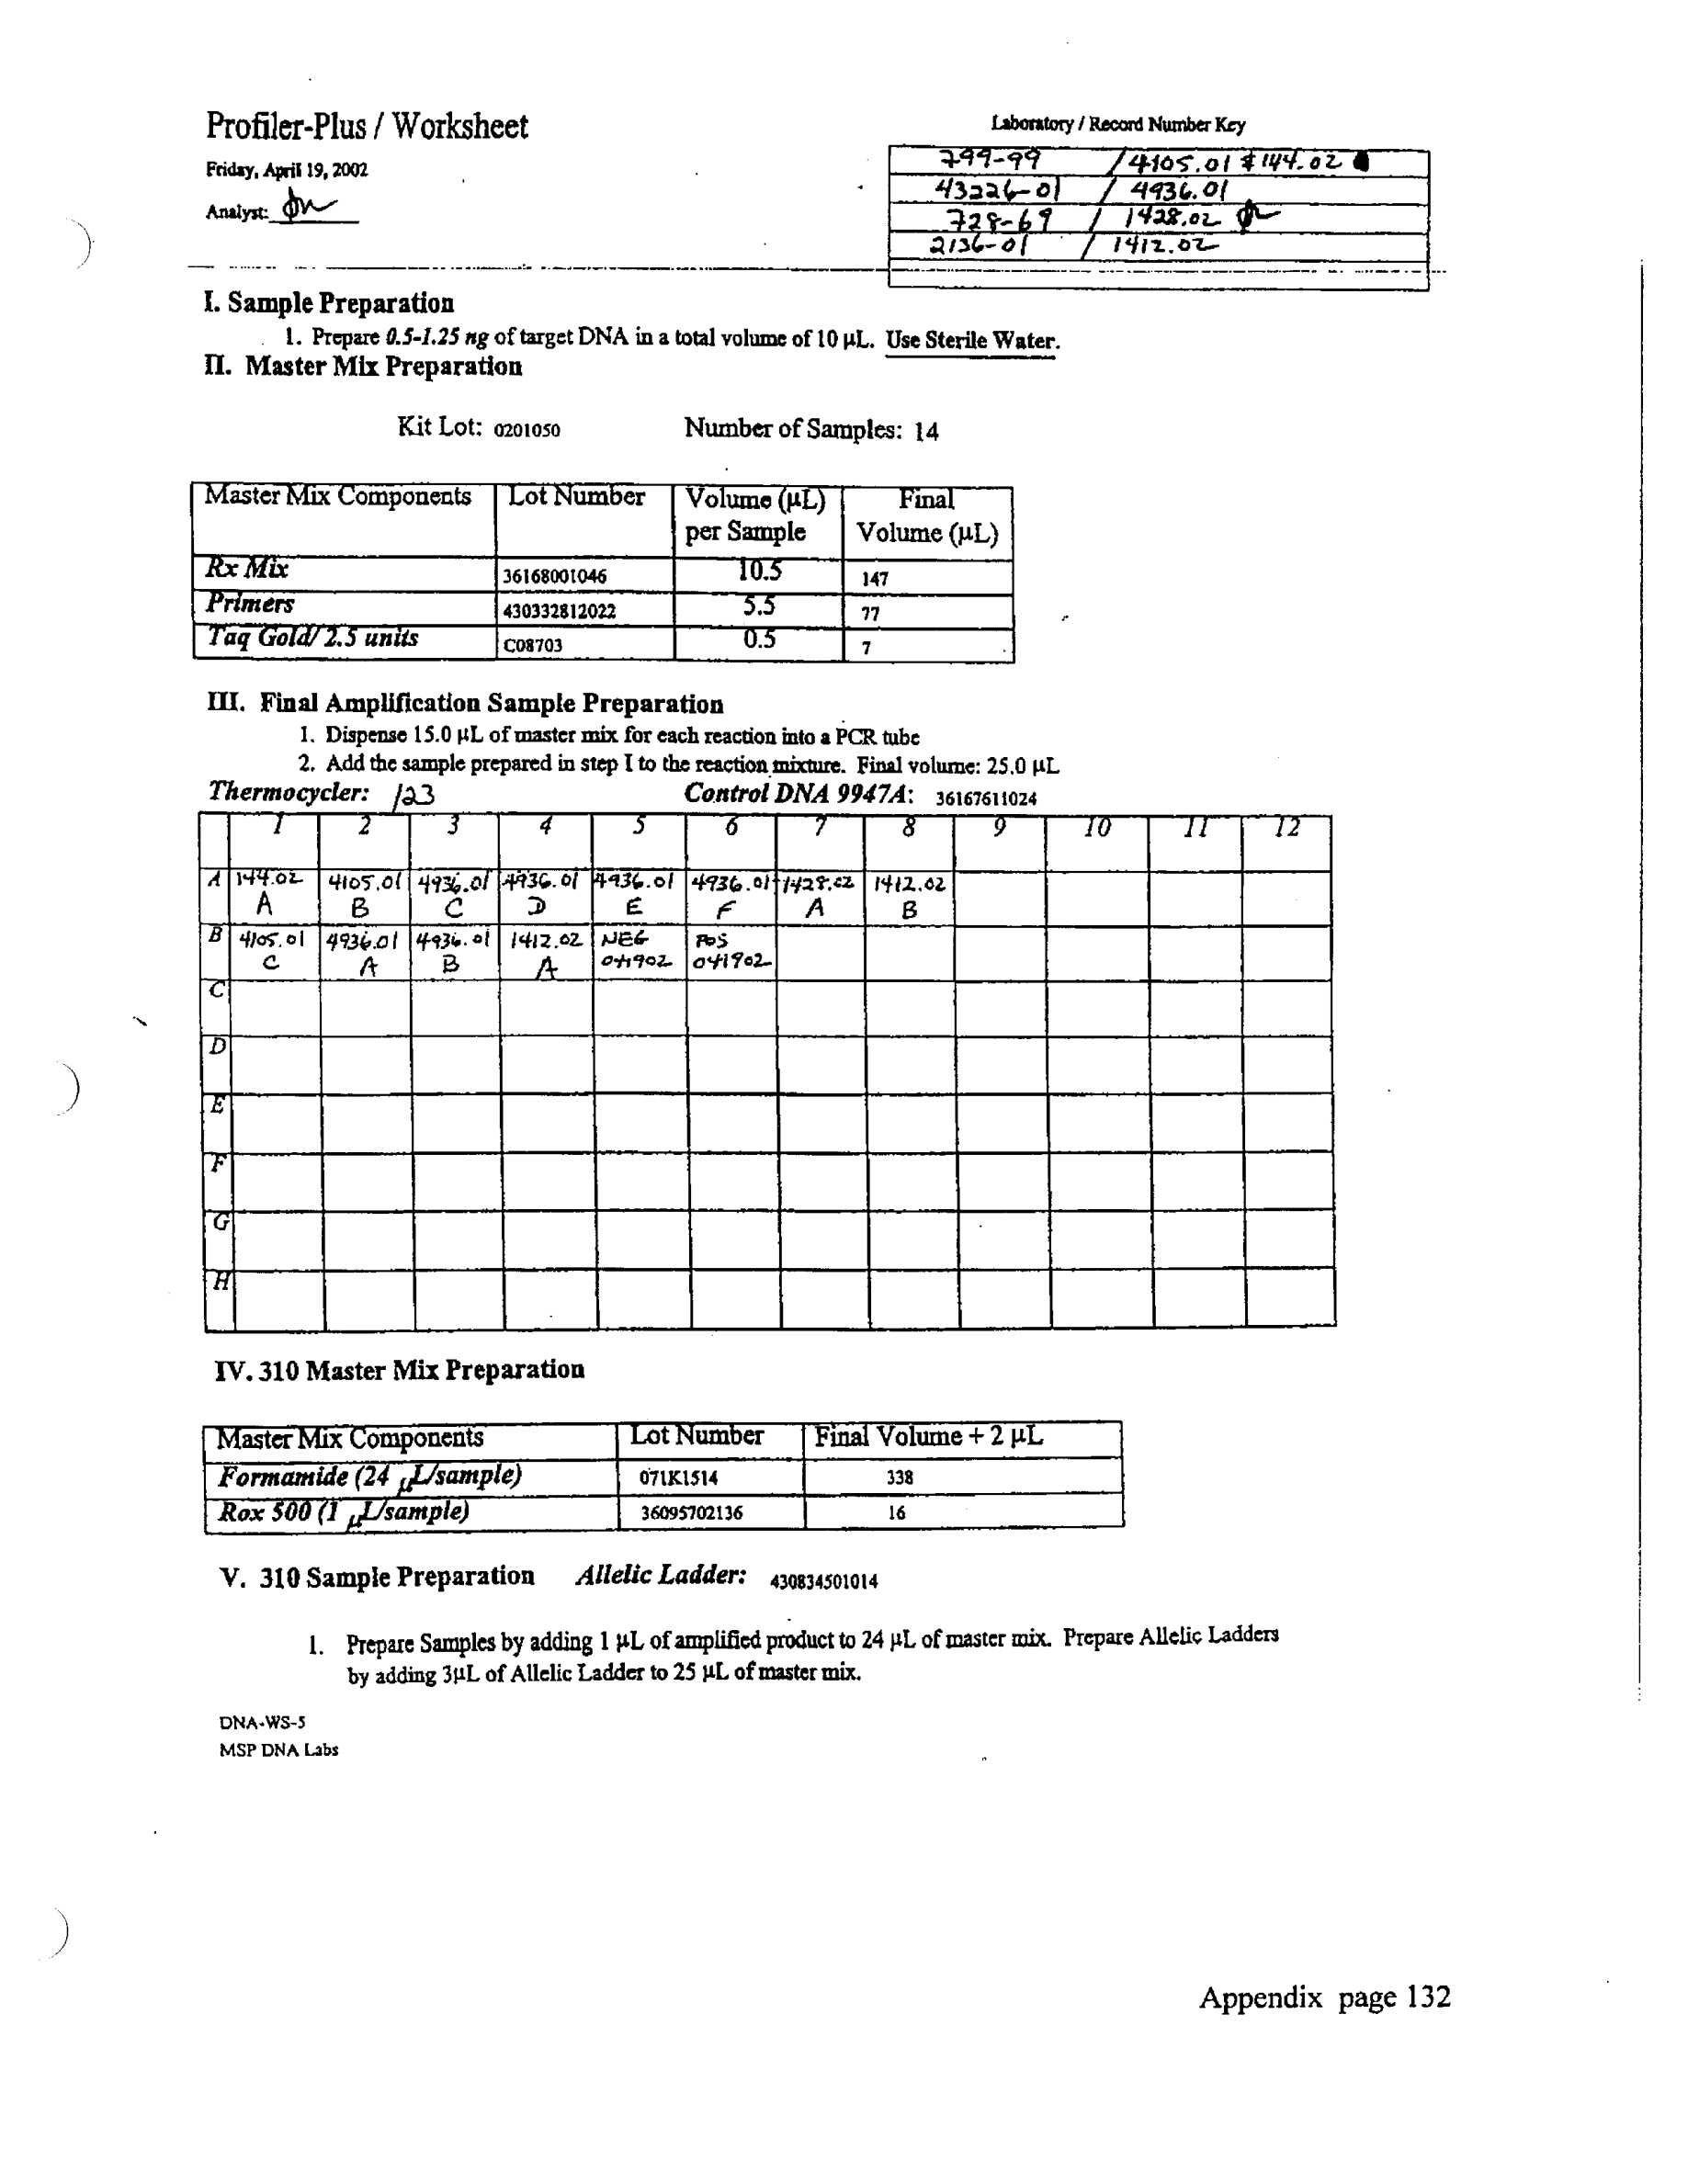 Profiler-Plus / Worksheet
Friday, April 19, 2002
Analyst:
Laboratory / Record Number Key
799-99 / 4105.01 & 144.02
43226-01 / 4936.01
728-69 / 1428.02
2136-01 / 1412.02
I. Sample Preparation
1. Prepare 0.5-1.25 ng of target DNA in a total volume of 10 µL. Use Sterile Water.
II. Master Mix Preparation
Kit Lot: 0201050 Number of Samples: 14
Master Mix Components Lot Number Volume (µL) per Sample Final Volume (µL)
Rx Mix 36168001046 10.5 147
Primers 430332812022 5.5 77
Taq Gold/ 2.5 units C08703 0.5 7
III. Final Amplification Sample Preparation
1. Dispense 15.0 µL of master mix for each reaction into a PCR tube
2. Add the sample prepared in step I to the reaction mixture. Final volume: 25.0 µL
Thermocycler: 123 Control DNA 9947A: 36167611024
1 2 3 4 5 6 7 8 9 10 11 12
A 144.02 4105.01 4936.01 4936.01 4936.01 4936.01 1428.02 1412.02
A B C D E F A B
B 4105.01 4936.01 4936.01 1412.02 NEG POS
C A B A 041902 041902
C
D
E
F
G
H
IV. 310 Master Mix Preparation
Master Mix Components Lot Number Final Volume + 2 µL
Formamide (24 µL/sample) 071K1514 338
Rox 500 (1 µL/sample) 36095702136 16
V. 310 Sample Preparation Allelic Ladder: 430834501014
1. Prepare Samples by adding 1 µL of amplified product to 24 µL of master mix. Prepare Allelic Ladders
by adding 3µL of Allelic Ladder to 25 µL of master mix.
DNA-WS-5
MSP DNA Labs
Appendix page 132